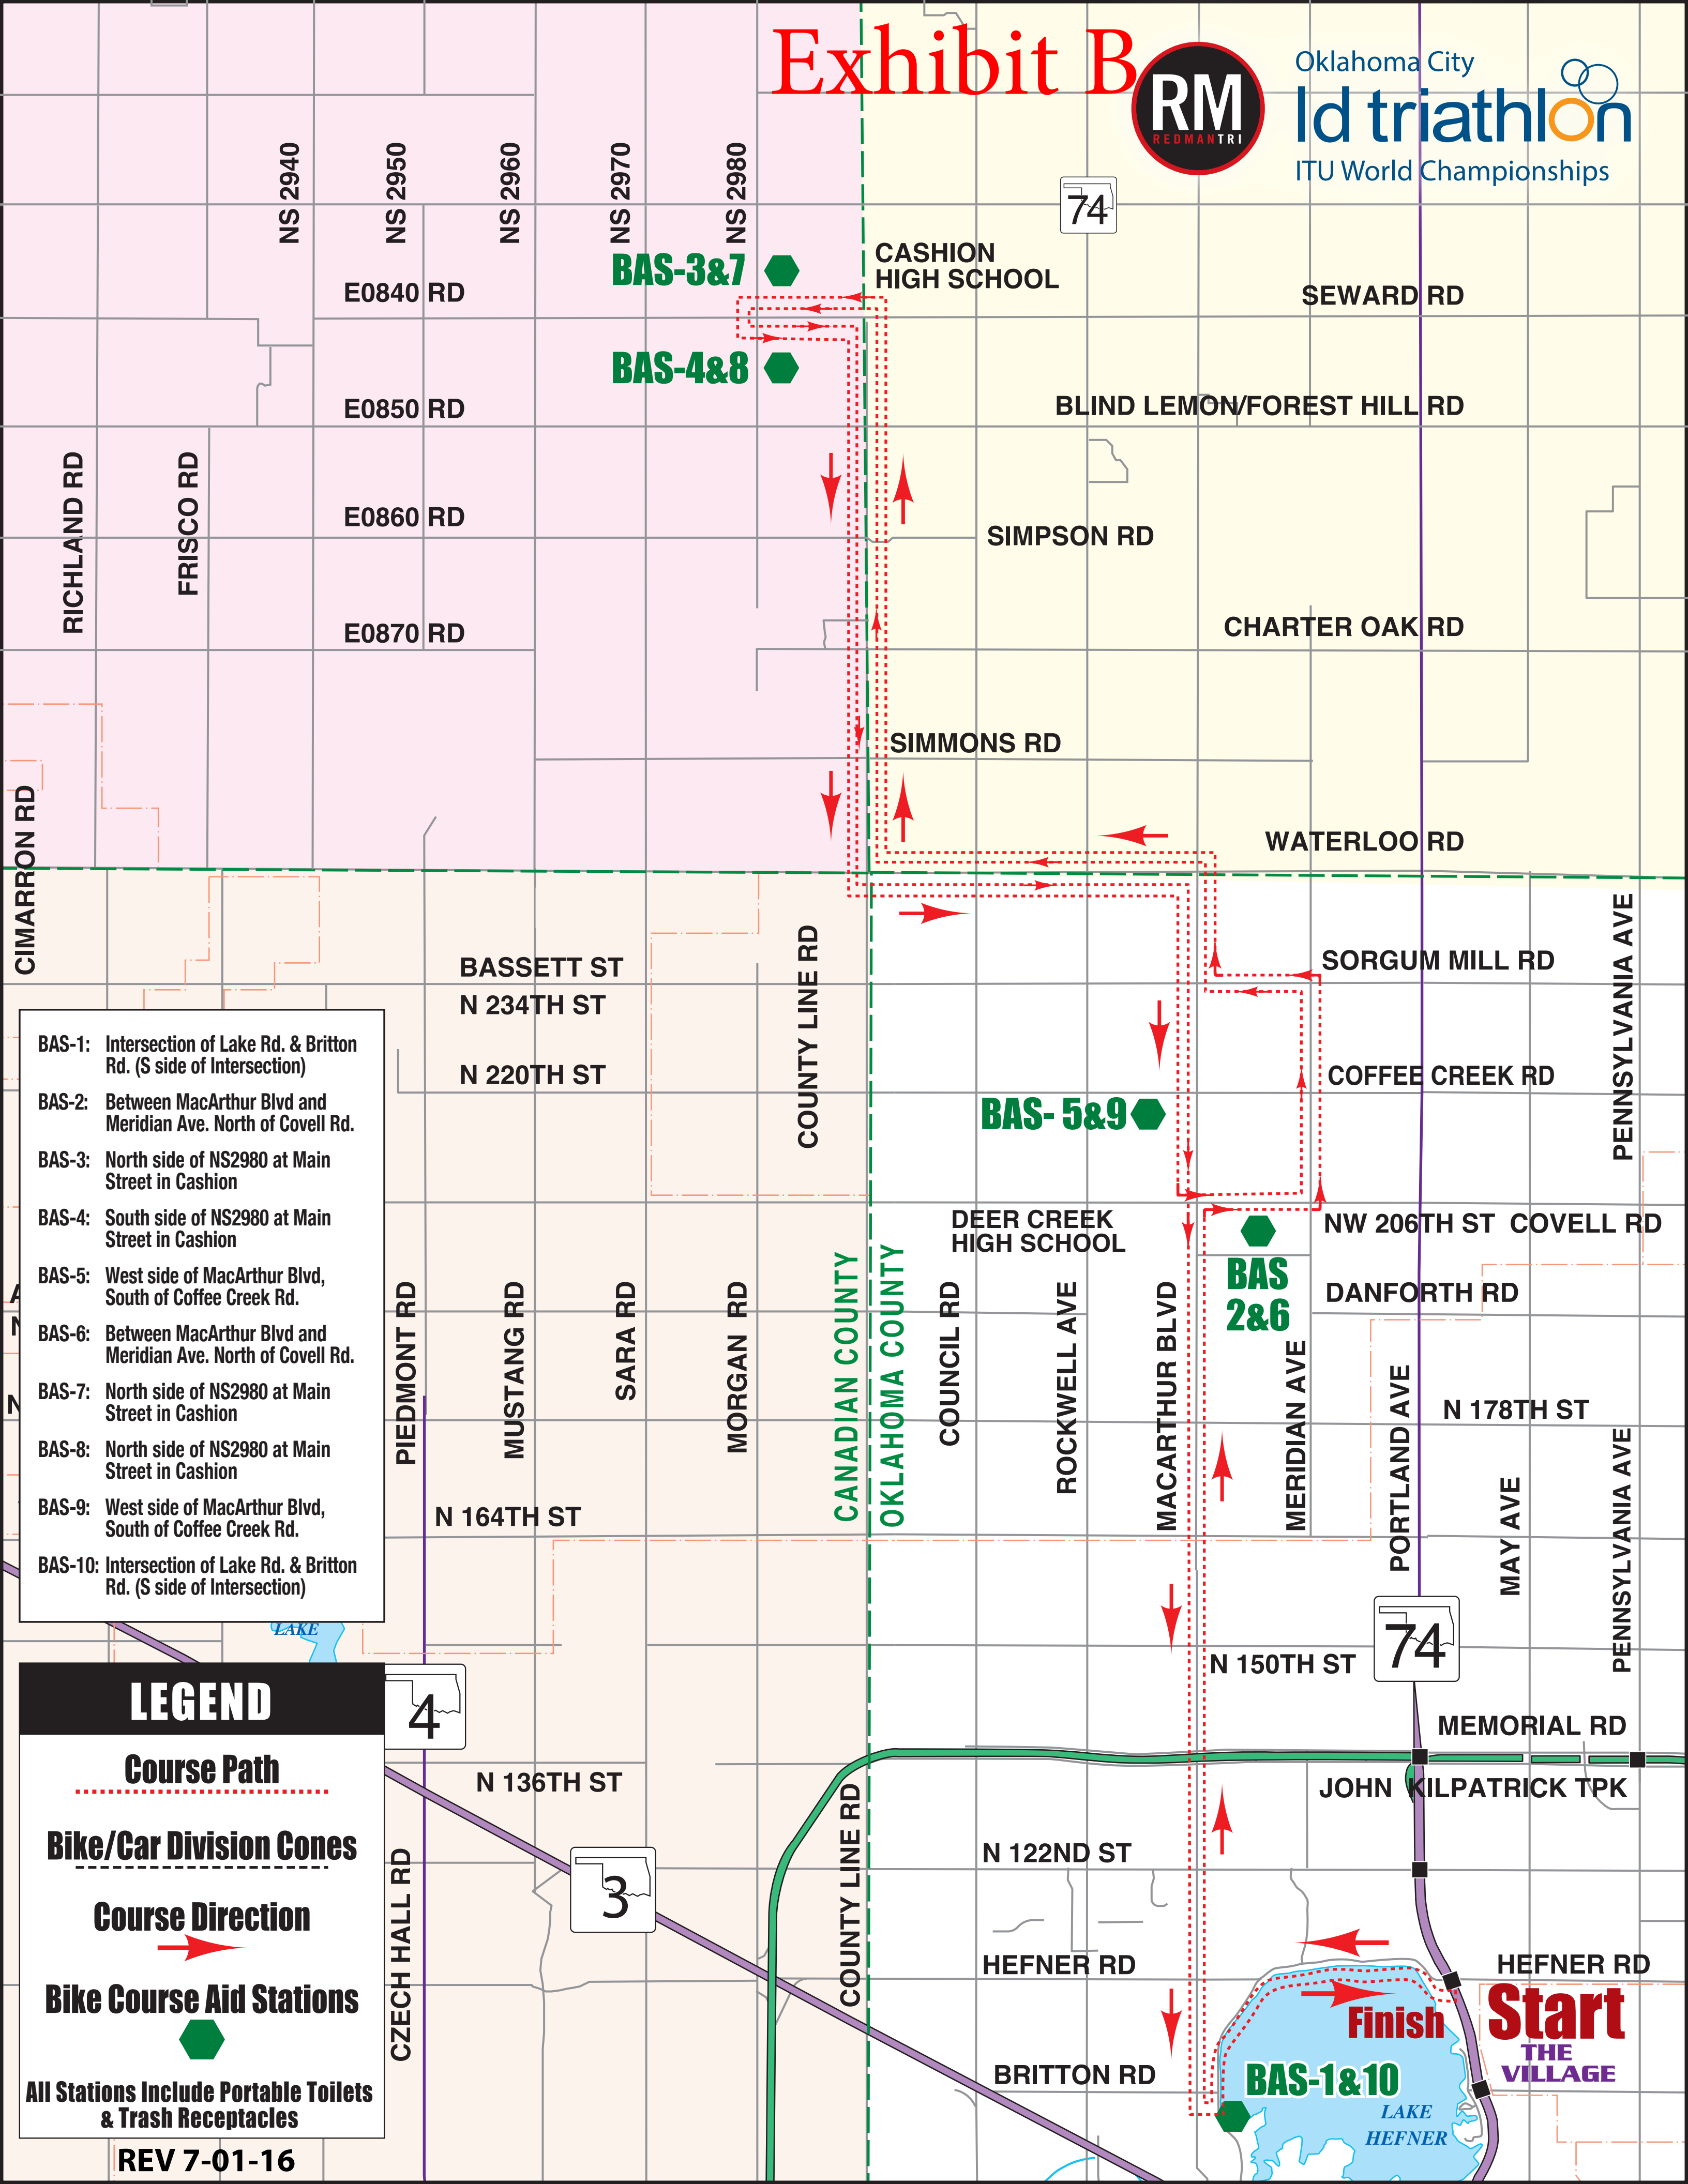 Exhibit B
RM
REDMANTRI
Oklahoma City
ld triathlon
ITU World Championships
NS 2940
NS 2950
NS 2960
NS 2970
NS 2980
74
BAS-3&7
CASHION
HIGH SCHOOL
E0840 RD
SEWARD RD
BAS-4&8
E0850 RD
BLIND LEMON/FOREST HILL RD
RICHLAND RD
FRISCO RD
E0860 RD
SIMPSON RD
E0870 RD
CHARTER OAK RD
SIMMONS RD
CIMARRON RD
WATERLOO RD
COUNTY LINE RD
PENNSYLVANIA AVE
BASSETT ST
SORGUM MILL RD
N 234TH ST
N 220TH ST
COFFEE CREEK RD
BAS- 5&9
DEER CREEK
HIGH SCHOOL
NW 206TH ST COVELL RD
BAS
2&6
DANFORTH RD
PIEDMONT RD
MUSTANG RD
SARA RD
MORGAN RD
CANADIAN COUNTY
OKLAHOMA COUNTY
COUNCIL RD
ROCKWELL AVE
MACARTHUR BLVD
MERIDIAN AVE
PORTLAND AVE
N 178TH ST
MAY AVE
PENNSYLVANIA AVE
N 164TH ST
BAS-1: Intersection of Lake Rd. & Britton
Rd. (S side of Intersection)
BAS-2: Between MacArthur Blvd and
Meridian Ave. North of Covell Rd.
BAS-3: North side of NS2980 at Main
Street in Cashion
BAS-4: South side of NS2980 at Main
Street in Cashion
BAS-5: West side of MacArthur Blvd,
South of Coffee Creek Rd.
BAS-6: Between MacArthur Blvd and
Meridian Ave. North of Covell Rd.
BAS-7: North side of NS2980 at Main
Street in Cashion
BAS-8: North side of NS2980 at Main
Street in Cashion
BAS-9: West side of MacArthur Blvd,
South of Coffee Creek Rd.
BAS-10: Intersection of Lake Rd. & Britton
Rd. (S side of Intersection)
LAKE
74
N 150TH ST
4
MEMORIAL RD
N 136TH ST
JOHN KILPATRICK TPK
COUNTY LINE RD
N 122ND ST
3
CZECH HALL RD
HEFNER RD
HEFNER RD
Start
Finish
THE
VILLAGE
BRITTON RD
BAS-1&10
LAKE
HEFNER
LEGEND
Course Path
Bike/Car Division Cones
Course Direction
Bike Course Aid Stations
All Stations Include Portable Toilets
& Trash Receptacles
REV 7-01-16